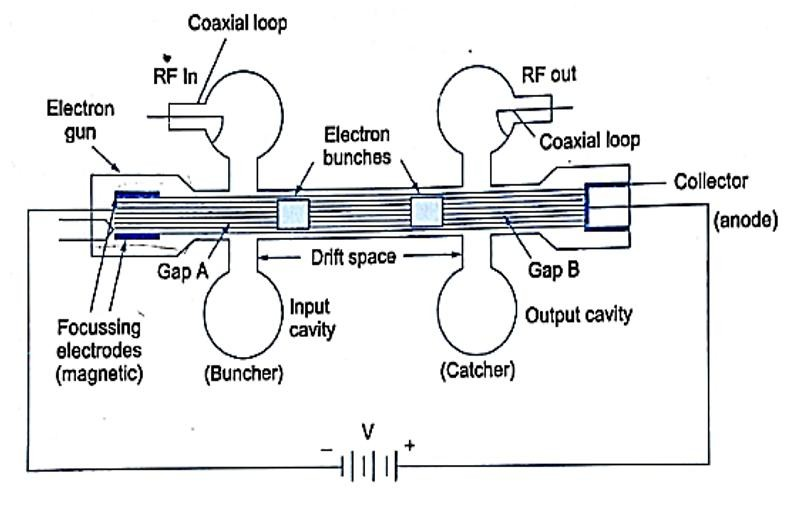 Coaxial loop
RF In
RF out
Electron
gun
Electron
bunches
Coaxial loop
Collector
(anode)
Gap A
Drift space
Gap B
Focussing
electrodes
(magnetic)
Input
cavity
Output cavity
(Buncher)
(Catcher)
V
− +